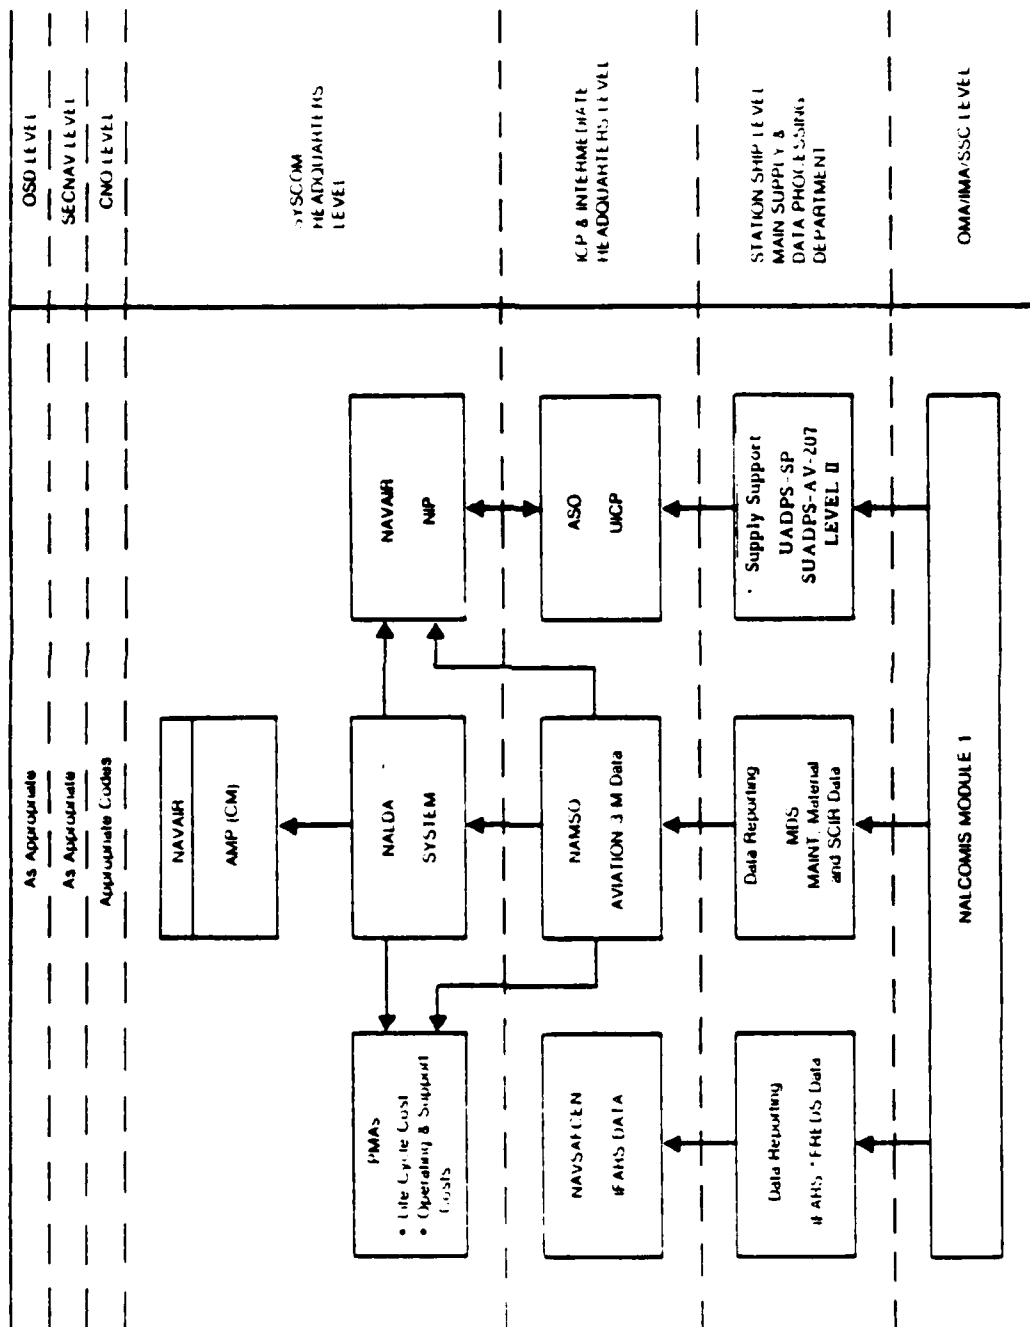 As Appropriate
OSD LEVEL
As Appropriate
SECNAV LEVEL
Appropriate Codes
CNO LEVEL
NAVAIR
AMP (CM)
SYSCOM
HEADQUARTERS
LEVEL
PMAS
• Life Cycle Cost
• Operating & Support
Costs
NALDA
SYSTEM
NAVAIR
NIP
NAVSAFECEN
IFARS DATA
NAMSO
AVIATION 3 M Data
ASO
UICP
ICP & INTERMEDIATE
HEADQUARTERS LEVEL
Data Reporting
IFARS
Data
Data Reporting
MDS
MAINT. Material
and SCIR Data
Supply Support
UADPS-SP
SUADPS-AV-207
LEVEL II
STATION SHIP LEVEL
MAIN SUPPLY &
DATA PROCESSING
DEPARTMENT
NALCOMIS MODULE 1
OMA/IMA/SSC LEVEL